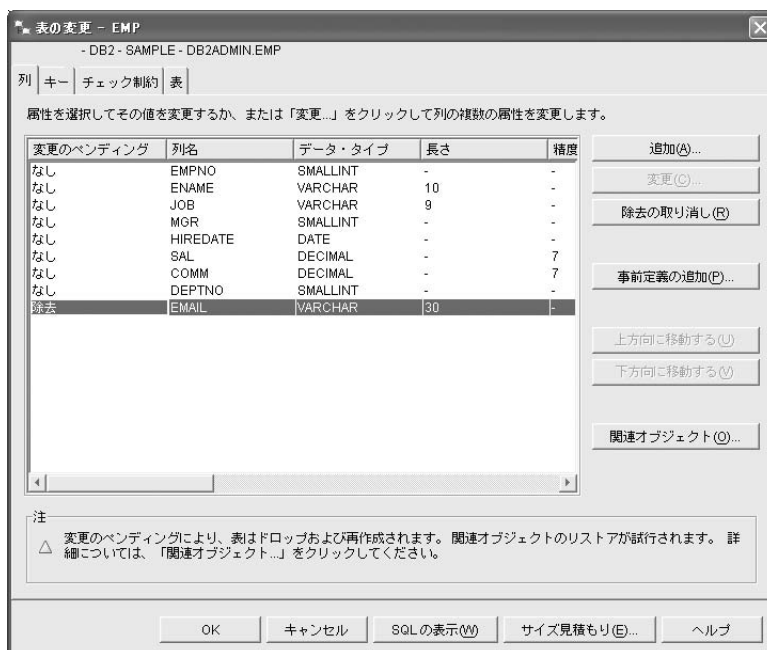 表の変更 - EMP
- DB2 - SAMPLE - DB2ADMIN.EMP
列 キー チェック制約 表
属性を選択してその値を変更するか、または「変更...」をクリックして列の複数の属性を変更します。
変更のペンディング 列名 データ・タイプ 長さ 精度
なし EMPNO SMALLINT - -
なし ENAME VARCHAR 10 -
なし JOB VARCHAR 9 -
なし MGR SMALLINT - -
なし HIREDATE DATE - -
なし SAL DECIMAL - 7
なし COMM DECIMAL - 7
なし DEPTNO SMALLINT - -
除去 EMAIL VARCHAR 30 -
追加(A)...
変更(C)...
除去の取り消し(R)
事前定義の追加(P)...
上方向に移動する(U)
下方向に移動する(V)
関連オブジェクト(O)...
注
変更のペンディングにより、表はドロップおよび再作成されます。 関連オブジェクトのリストアが試行されます。 詳
細については、「関連オブジェクト...」をクリックしてください。
OK キャンセル SQLの表示(W) サイズ見積もり(E)... ヘルプ